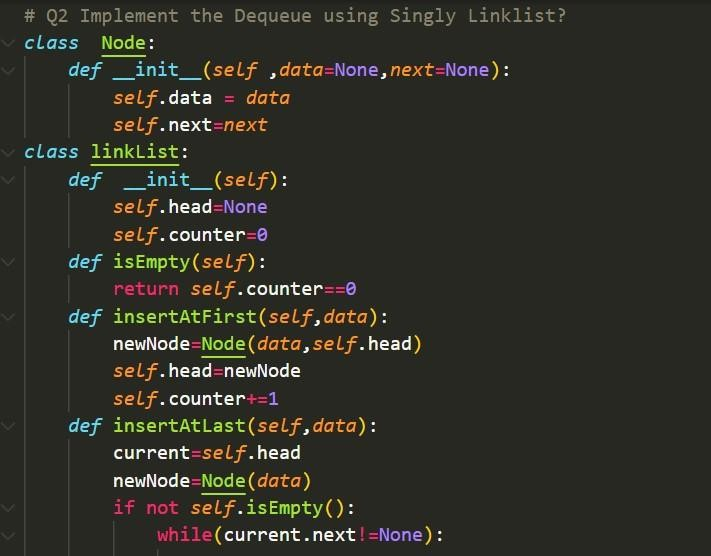 # Q2 Implement the Dequeue using Singly Linklist?
class  Node:
    def __init__(self ,data=None,next=None):
        self.data = data
        self.next=next
class linkList:
    def  __init__(self):
        self.head=None
        self.counter=0
    def isEmpty(self):
        return self.counter==0
    def insertAtFirst(self,data):
        newNode=Node(data,self.head)
        self.head=newNode
        self.counter+=1
    def insertAtLast(self,data):
        current=self.head
        newNode=Node(data)
        if not self.isEmpty():
            while(current.next!=None):